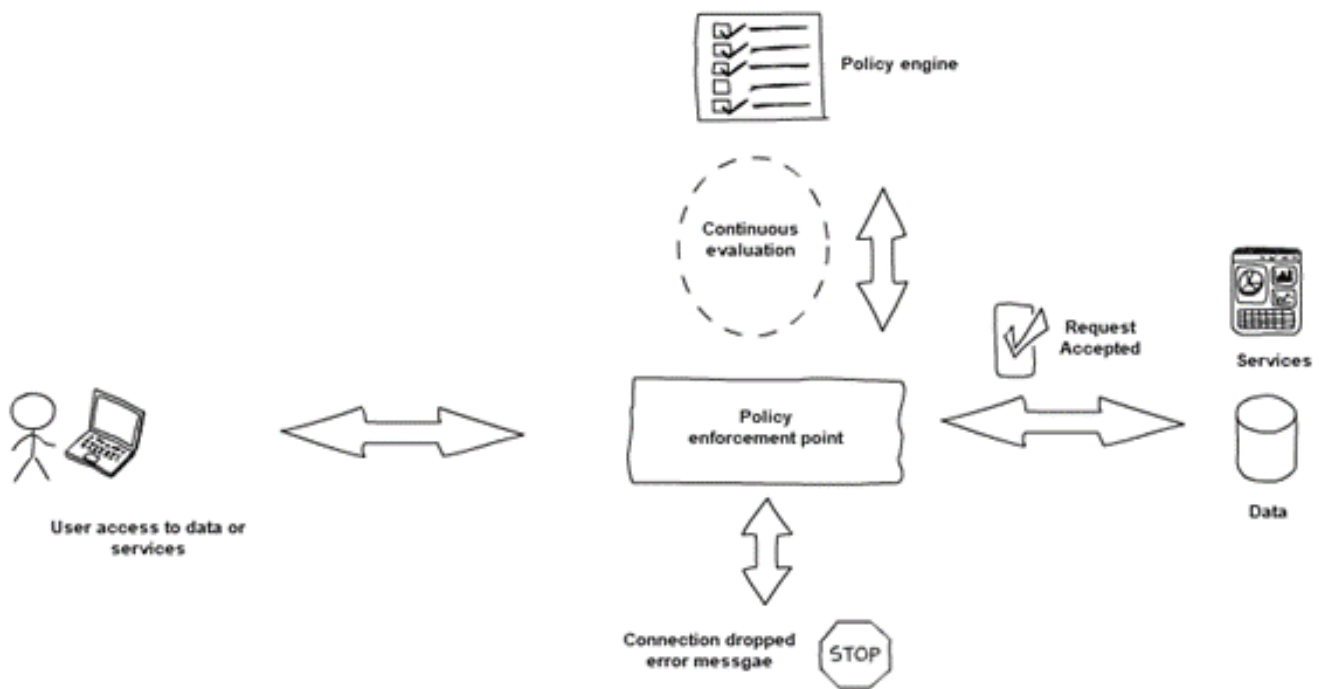 Policy engine
Continuous
evaluation
Request
Accepted
Services
Policy
enforcement point
User access to data or
services
Data
Connection dropped
error messgae
STOP